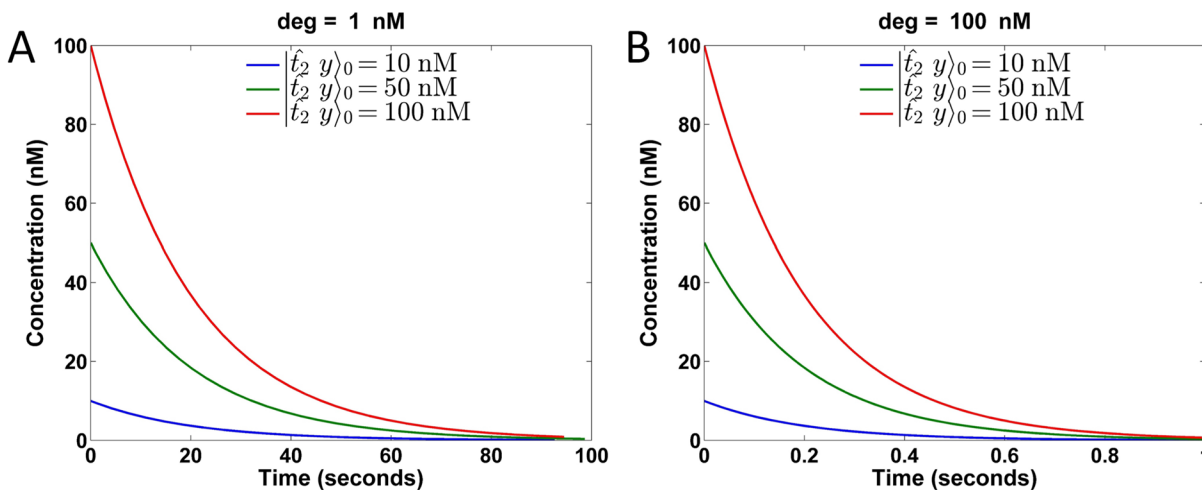 A
deg = 1 nM
|t̂₂ y⟩₀ = 10 nM
|t̂₂ y⟩₀ = 50 nM
|t̂₂ y⟩₀ = 100 nM
Concentration (nM)
100
80
60
40
20
0
0 20 40 60 80 100
Time (seconds)
B
deg = 100 nM
|t̂₂ y⟩₀ = 10 nM
|t̂₂ y⟩₀ = 50 nM
|t̂₂ y⟩₀ = 100 nM
Concentration (nM)
100
80
60
40
20
0
0 0.2 0.4 0.6 0.8 1
Time (seconds)